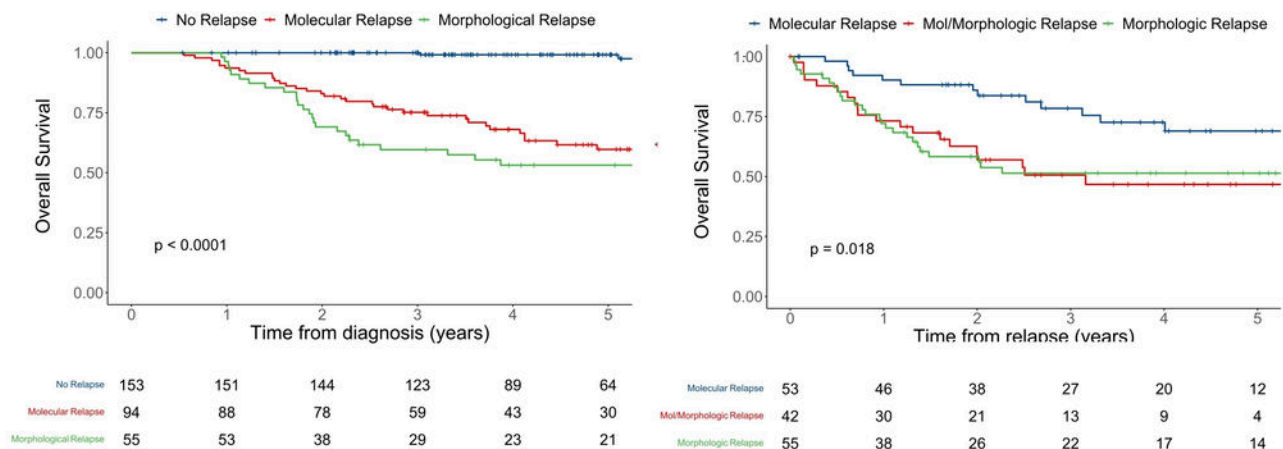 No Relapse Molecular Relapse Morphological Relapse
1.00
0.75
0.50
0.25
0.00
Overall Survival
p < 0.0001
0 1 2 3 4 5
Time from diagnosis (years)
No Relapse 153 151 144 123 89 64
Molecular Relapse 94 88 78 59 43 30
Morphological Relapse 55 53 38 29 23 21
Molecular Relapse Mol/Morphologic Relapse Morphologic Relapse
1.00
0.75
0.50
0.25
0.00
Overall Survival
p = 0.018
0 1 2 3 4 5
Time from relapse (years)
Molecular Relapse 53 46 38 27 20 12
Mol/Morphologic Relapse 42 30 21 13 9 4
Morphologic Relapse 55 38 26 22 17 14